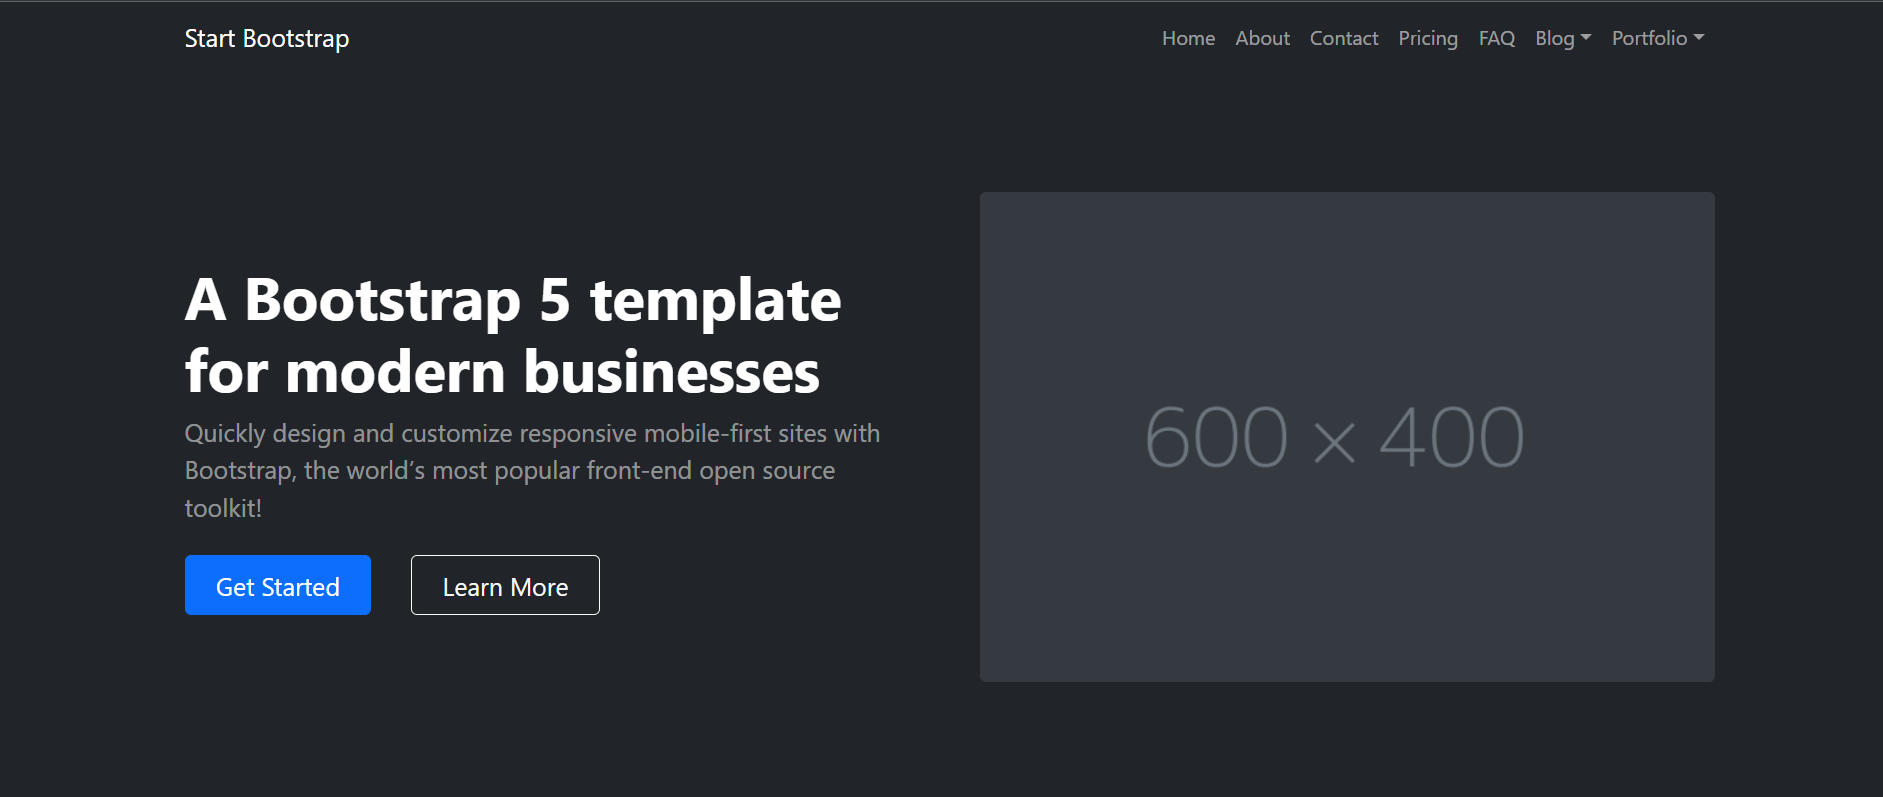 Start Bootstrap
Home About Contact Pricing FAQ Blog Portfolio
A Bootstrap 5 template
for modern businesses
Quickly design and customize responsive mobile-first sites with
Bootstrap, the world’s most popular front-end open source
toolkit!
Get Started Learn More
600 × 400